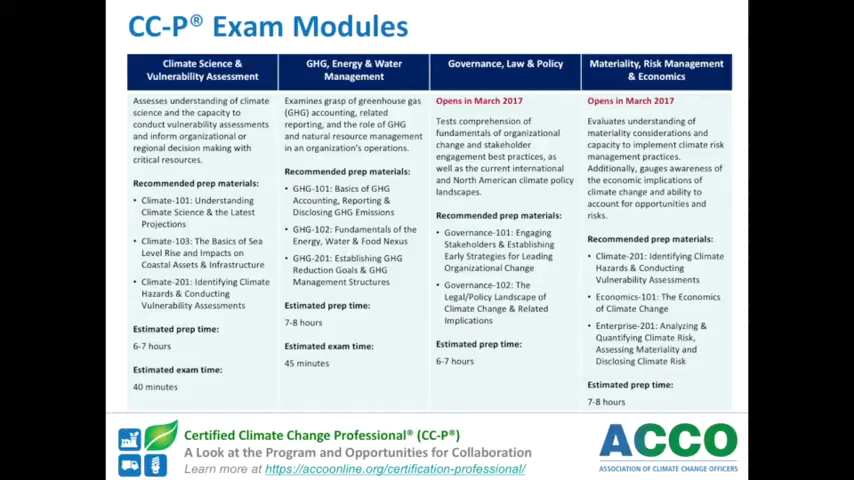 CC-P® Exam Modules
Climate Science &
Vulnerability Assessment
Assesses understanding of climate
science and the capacity to
conduct vulnerability assessments
and inform organizational or
regional decision making with
critical resources.
Recommended prep materials:
• Climate-101: Understanding
Climate Science & the Latest
Projections
• Climate-103: The Basics of Sea
Level Rise and Impacts on
Coastal Assets & Infrastructure
• Climate-201: Identifying Climate
Hazards & Conducting
Vulnerability Assessments
Estimated prep time:
6-7 hours
Estimated exam time:
40 minutes
GHG, Energy & Water
Management
Examines grasp of greenhouse gas
(GHG) accounting, related
reporting, and the role of GHG
and natural resource management
in an organization's operations.
Recommended prep materials:
• GHG-101: Basics of GHG
Accounting, Reporting &
Disclosing GHG Emissions
• GHG-102: Fundamentals of the
Energy, Water & Food Nexus
• GHG-201: Establishing GHG
Reduction Goals & GHG
Management Structures
Estimated prep time:
7-8 hours
Estimated exam time:
45 minutes
Governance, Law & Policy
Opens in March 2017
Tests comprehension of
fundamentals of organizational
change and stakeholder
engagement best practices, as
well as the current international
and North American climate policy
landscapes.
Recommended prep materials:
• Governance-101: Engaging
Stakeholders & Establishing
Early Strategies for Leading
Organizational Change
• Governance-102: The
Legal/Policy Landscape of
Climate Change & Related
Implications
Estimated prep time:
6-7 hours
Materiality, Risk Management
& Economics
Opens in March 2017
Evaluates understanding of
materiality considerations and
capacity to implement climate risk
management practices.
Additionally, gauges awareness of
the economic implications of
climate change and ability to
account for opportunities and
risks.
Recommended prep materials:
• Climate-201: Identifying Climate
Hazards & Conducting
Vulnerability Assessments
• Economics-101: The Economics
of Climate Change
• Enterprise-201: Analyzing &
Quantifying Climate Risk,
Assessing Materiality and
Disclosing Climate Risk
Estimated prep time:
7-8 hours
Certified Climate Change Professional® (CC-P®)
A Look at the Program and Opportunities for Collaboration
Learn more at https://accoonline.org/certification-professional/
ACCO
ASSOCIATION OF CLIMATE CHANGE OFFICERS